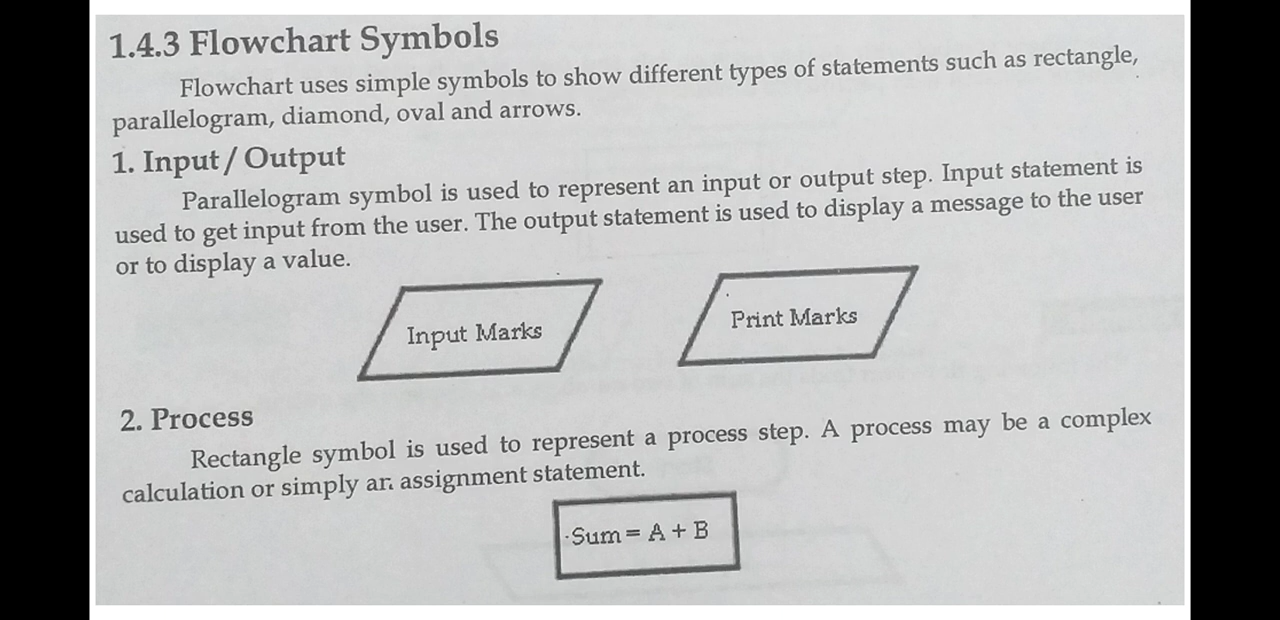 1.4.3 Flowchart Symbols
Flowchart uses simple symbols to show different types of statements such as rectangle,
parallelogram, diamond, oval and arrows.
1. Input / Output
Parallelogram symbol is used to represent an input or output step. Input statement is
used to get input from the user. The output statement is used to display a message to the user
or to display a value.
Input Marks
Print Marks
2. Process
Rectangle symbol is used to represent a process step. A process may be a complex
calculation or simply an assignment statement.
Sum = A + B